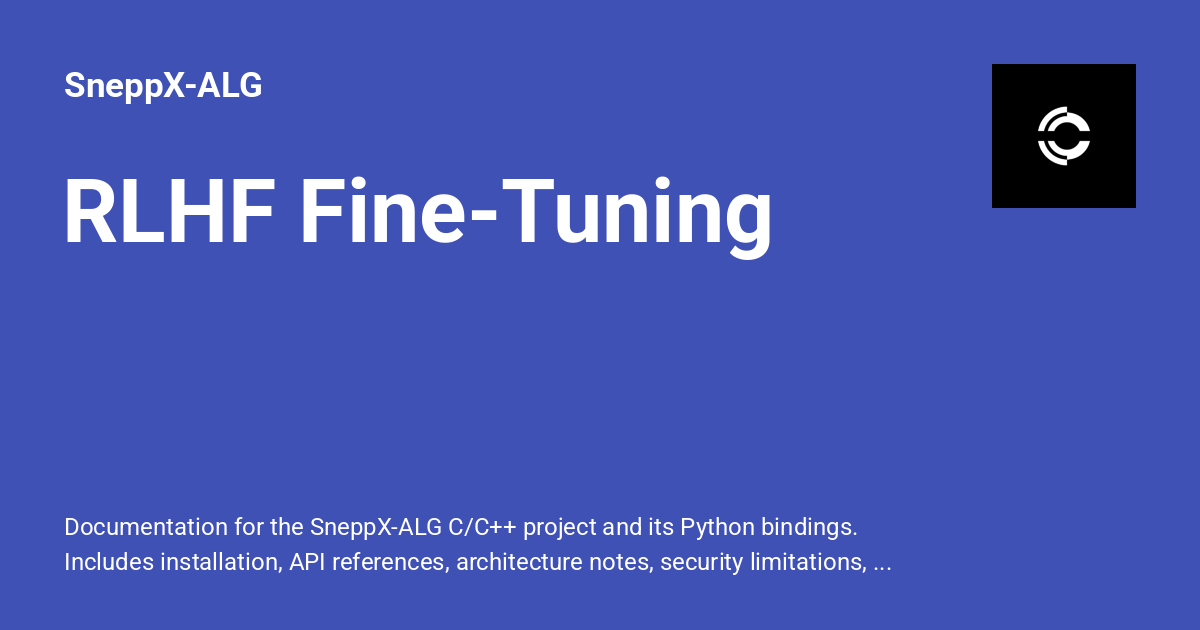 SneppX-ALG
RLHF Fine-Tuning
Documentation for the SneppX-ALG C/C++ project and its Python bindings.
Includes installation, API references, architecture notes, security limitations, ...